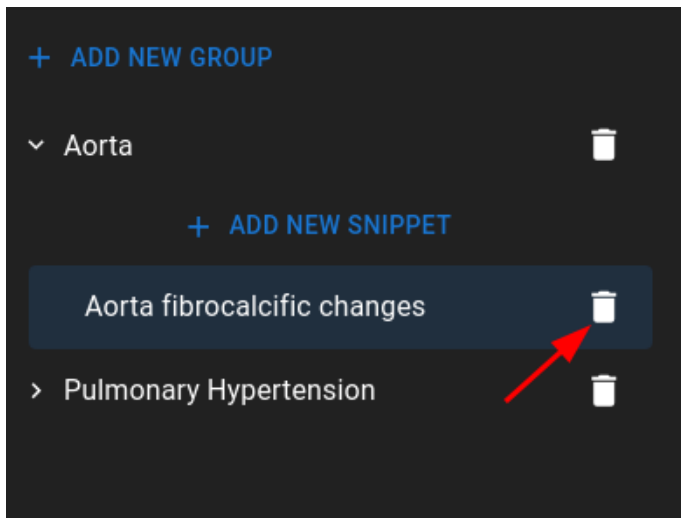 + ADD NEW GROUP
Aorta
+ ADD NEW SNIPPET
Aorta fibrocalcific changes
Pulmonary Hypertension